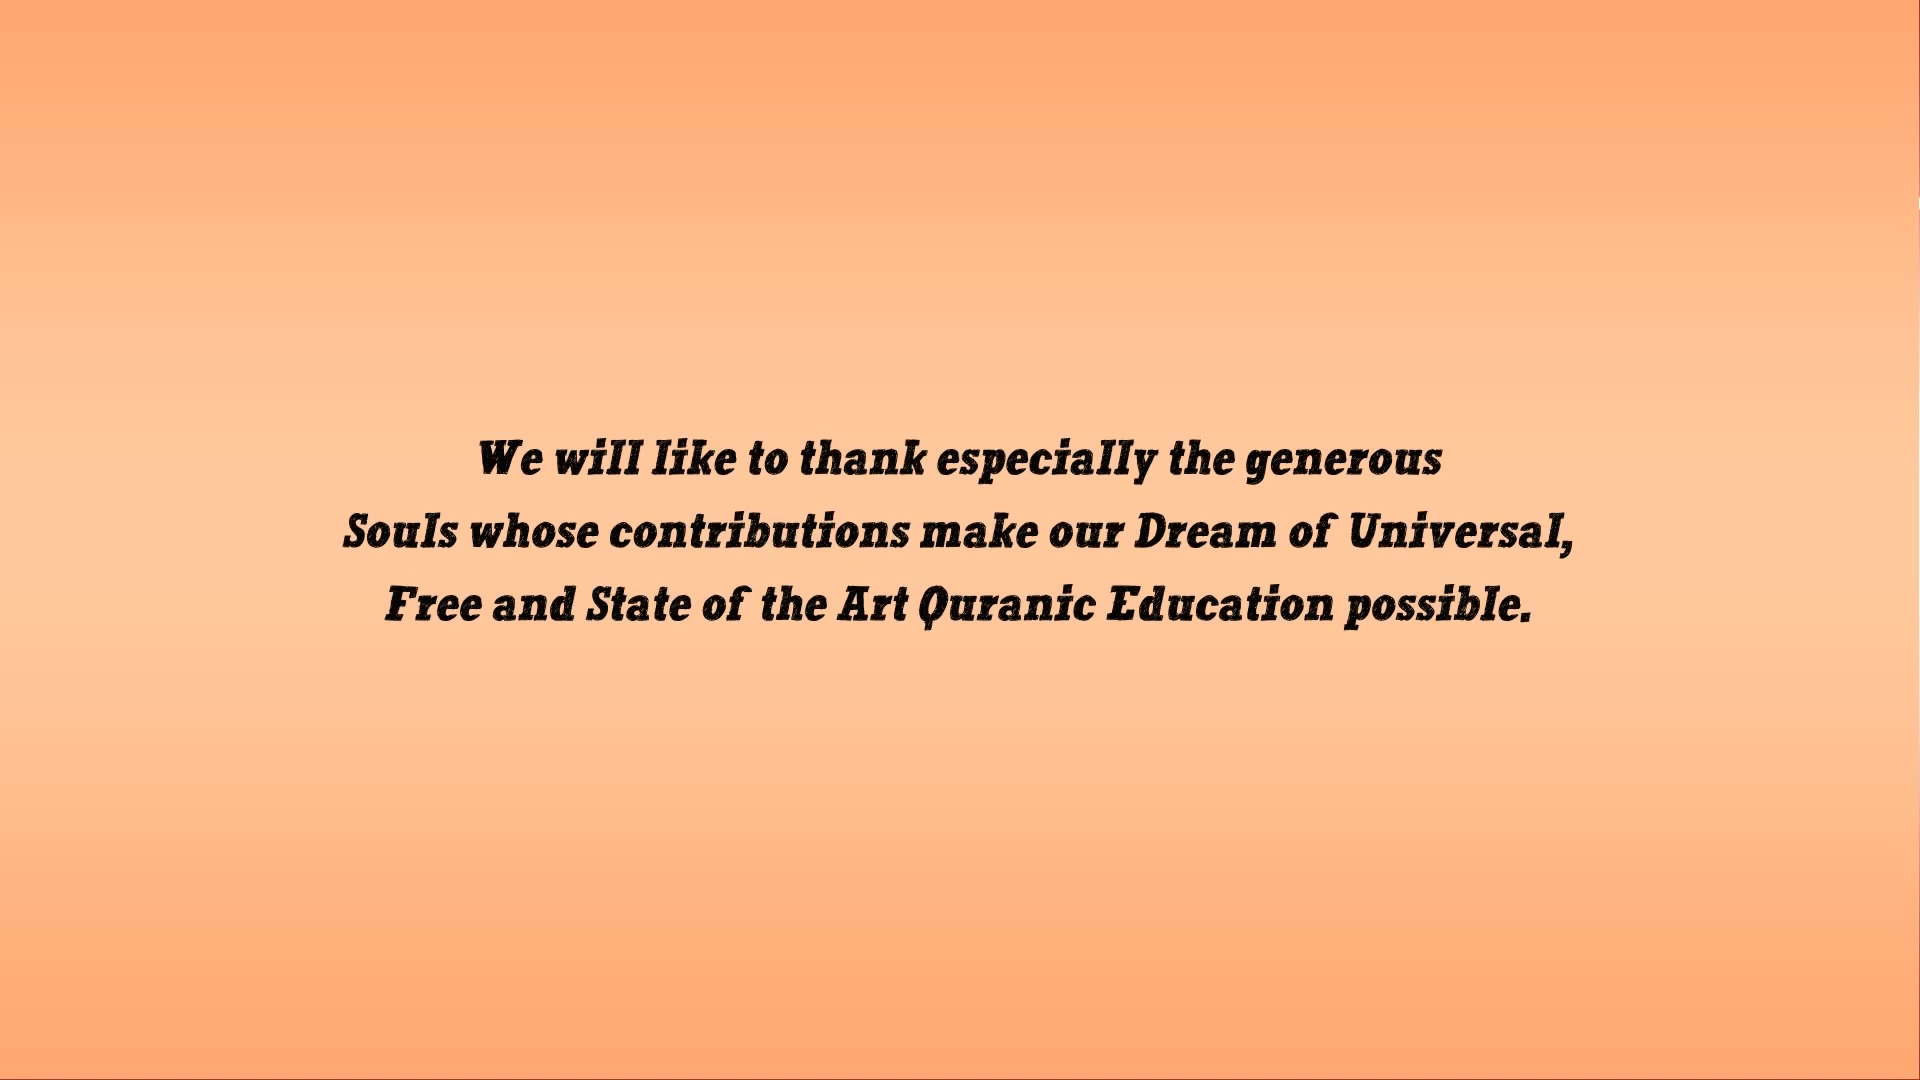 We will like to thank especially the generous
Souls whose contributions make our Dream of Universal,
Free and State of the Art Quranic Education possible.